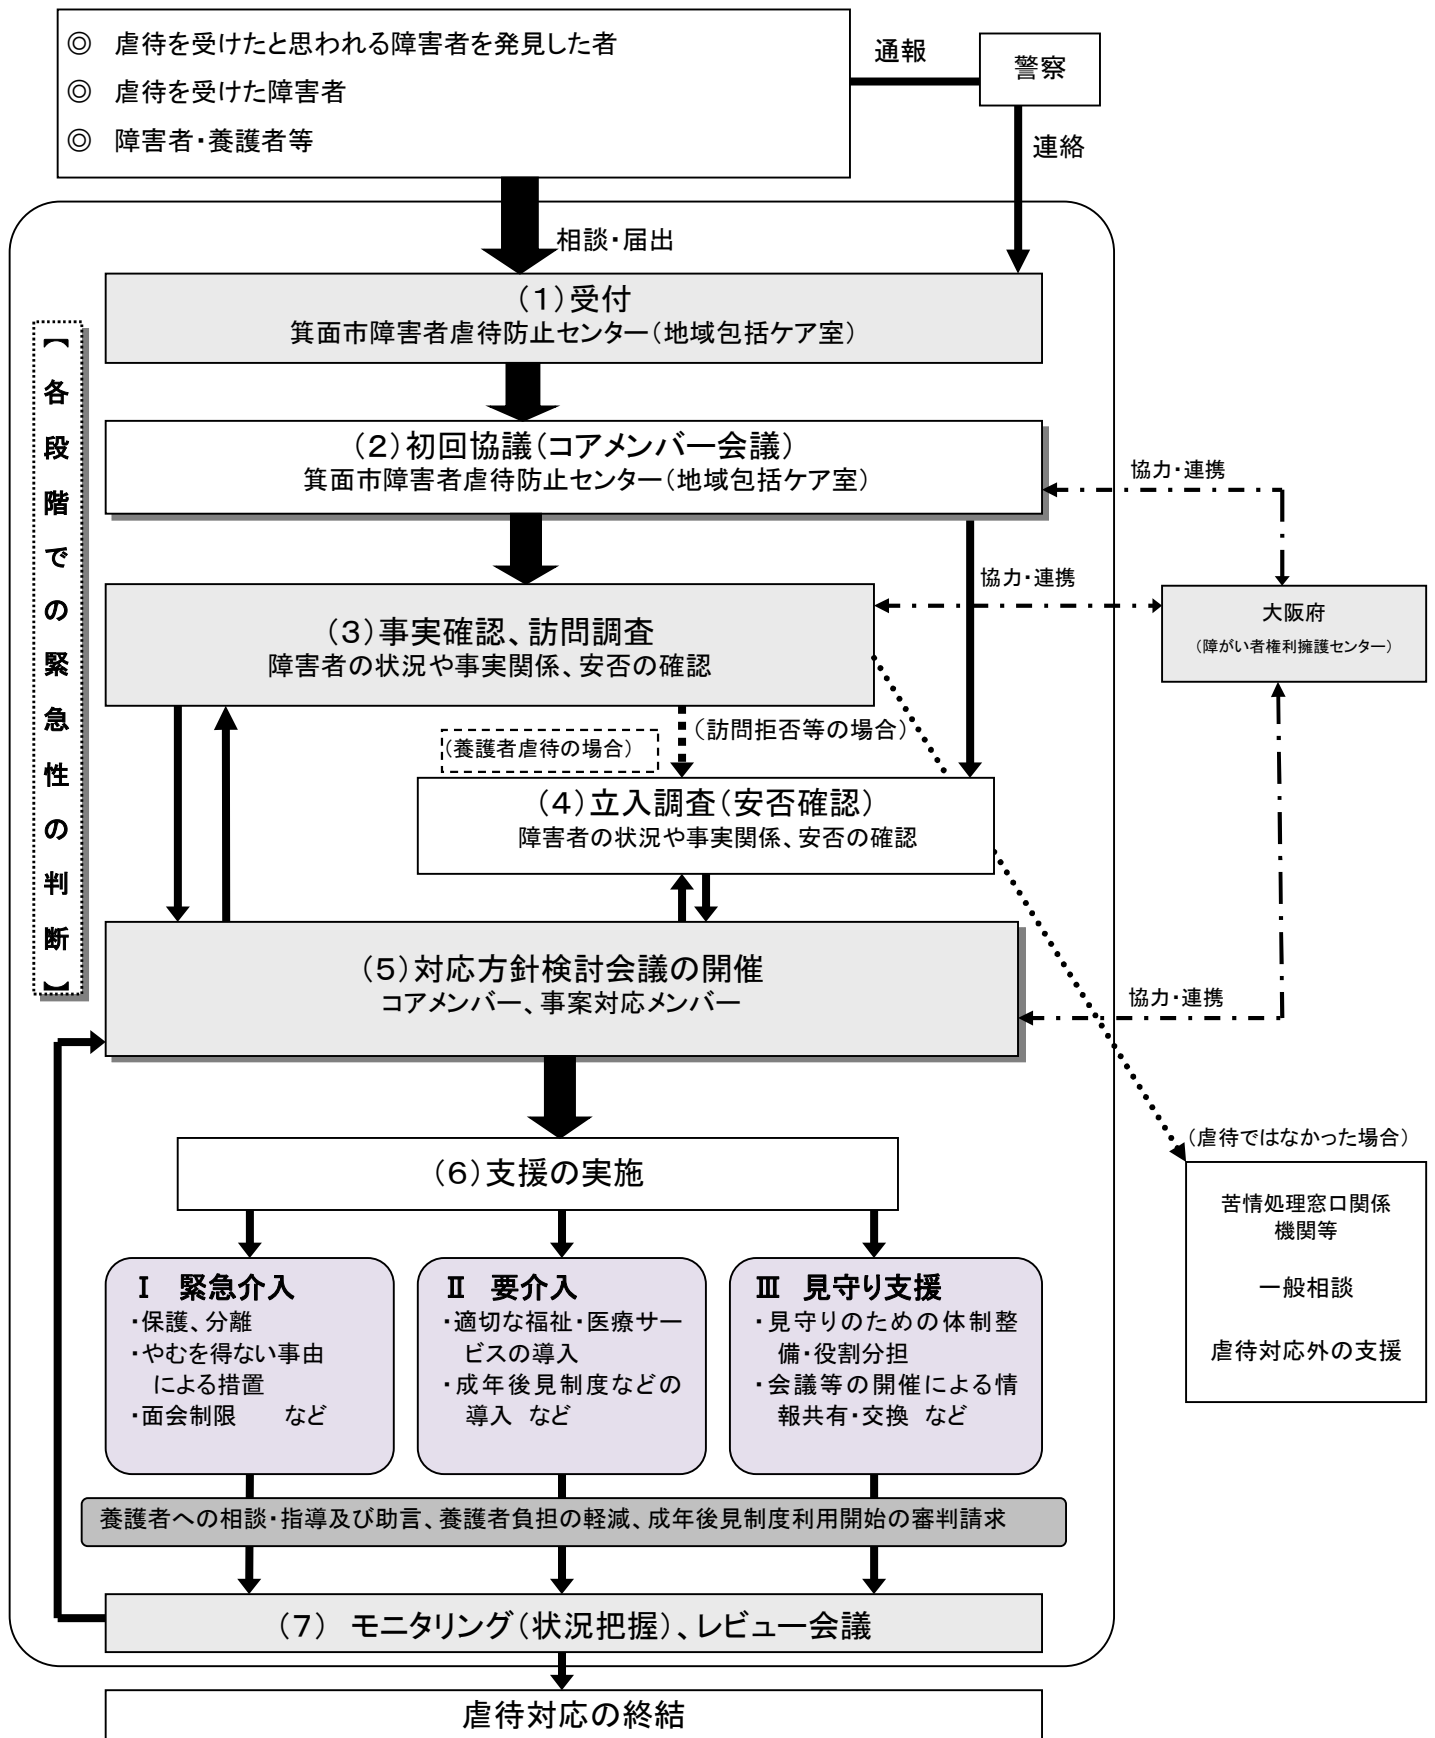 ◎ 虐待を受けたと思われる障害者を発見した者
◎ 虐待を受けた障害者
◎ 障害者・養護者等
通報
警察
連絡
相談・届出
（１）受付
箕面市障害者虐待防止センター（地域包括ケア室）
【各段階での緊急性の判断】
（２）初回協議（コアメンバー会議）
箕面市障害者虐待防止センター（地域包括ケア室）
協力・連携
協力・連携
大阪府
（障がい者権利擁護センター）
（３）事実確認、訪問調査
障害者の状況や事実関係、安否の確認
（養護者虐待の場合）
（訪問拒否等の場合）
（４）立入調査（安否確認）
障害者の状況や事実関係、安否の確認
（５）対応方針検討会議の開催
コアメンバー、事案対応メンバー
協力・連携
（虐待ではなかった場合）
苦情処理窓口関係
機関等
一般相談
虐待対応外の支援
（６）支援の実施
Ⅰ 緊急介入
・保護、分離
・やむを得ない事由
による措置
・面会制限 など
Ⅱ 要介入
・適切な福祉・医療サー
ビスの導入
・成年後見制度などの
導入 など
Ⅲ 見守り支援
・見守りのための体制整
備・役割分担
・会議等の開催による情
報共有・交換 など
養護者への相談・指導及び助言、養護者負担の軽減、成年後見制度利用開始の審判請求
（７） モニタリング（状況把握）、レビュー会議
虐待対応の終結